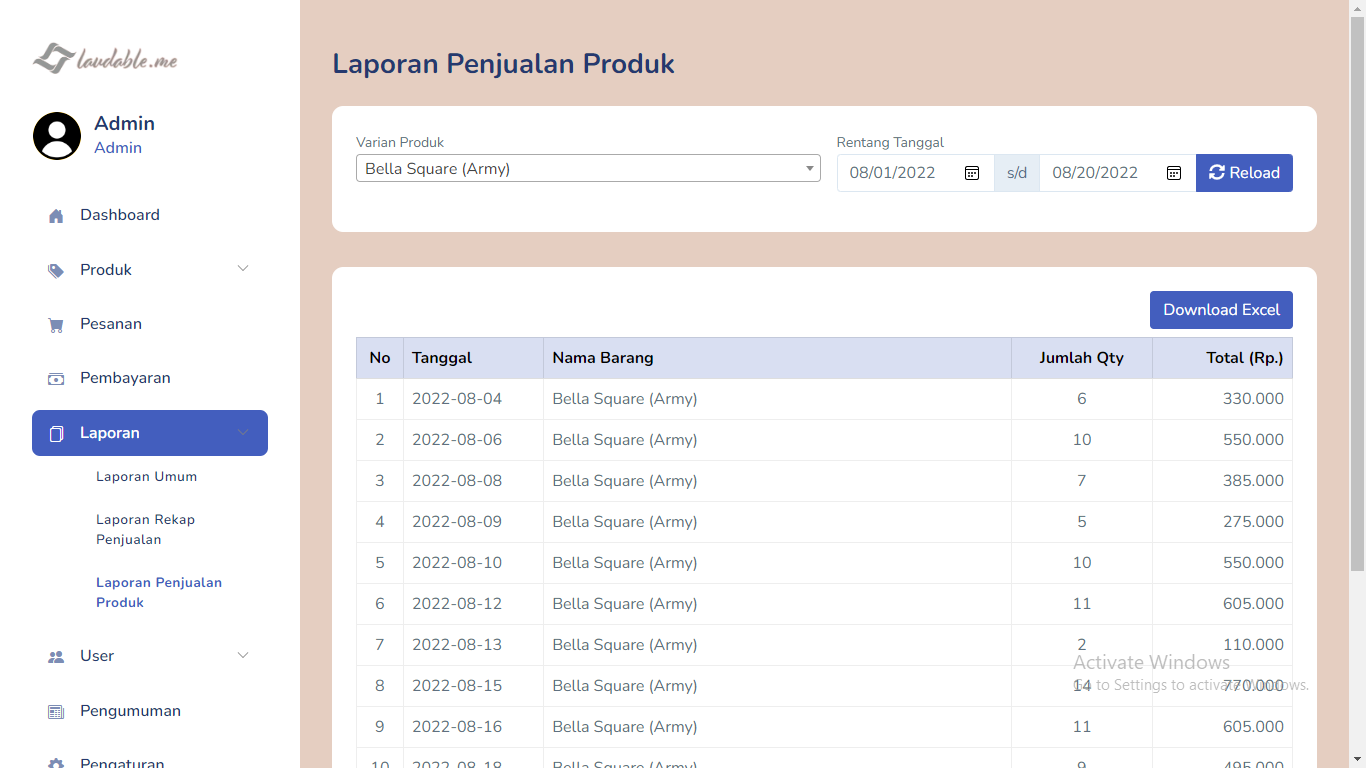 laudable.me
Admin
Admin
Dashboard
Produk
Pesanan
Pembayaran
Laporan
Laporan Umum
Laporan Rekap
Penjualan
Laporan Penjualan
Produk
User
Pengumuman
Pengaturan
Laporan Penjualan Produk
Varian Produk
Bella Square (Army)
Rentang Tanggal
08/01/2022 s/d 08/20/2022 Reload
Download Excel
No Tanggal Nama Barang Jumlah Qty Total (Rp.)
1 2022-08-04 Bella Square (Army) 6 330.000
2 2022-08-06 Bella Square (Army) 10 550.000
3 2022-08-08 Bella Square (Army) 7 385.000
4 2022-08-09 Bella Square (Army) 5 275.000
5 2022-08-10 Bella Square (Army) 10 550.000
6 2022-08-12 Bella Square (Army) 11 605.000
7 2022-08-13 Bella Square (Army) 2 110.000
8 2022-08-15 Bella Square (Army) 14 770.000
9 2022-08-16 Bella Square (Army) 11 605.000
10 2022-08-18 Bella Square (Army) 9 495.000
Activate Windows
Go to Settings to activate Windows.